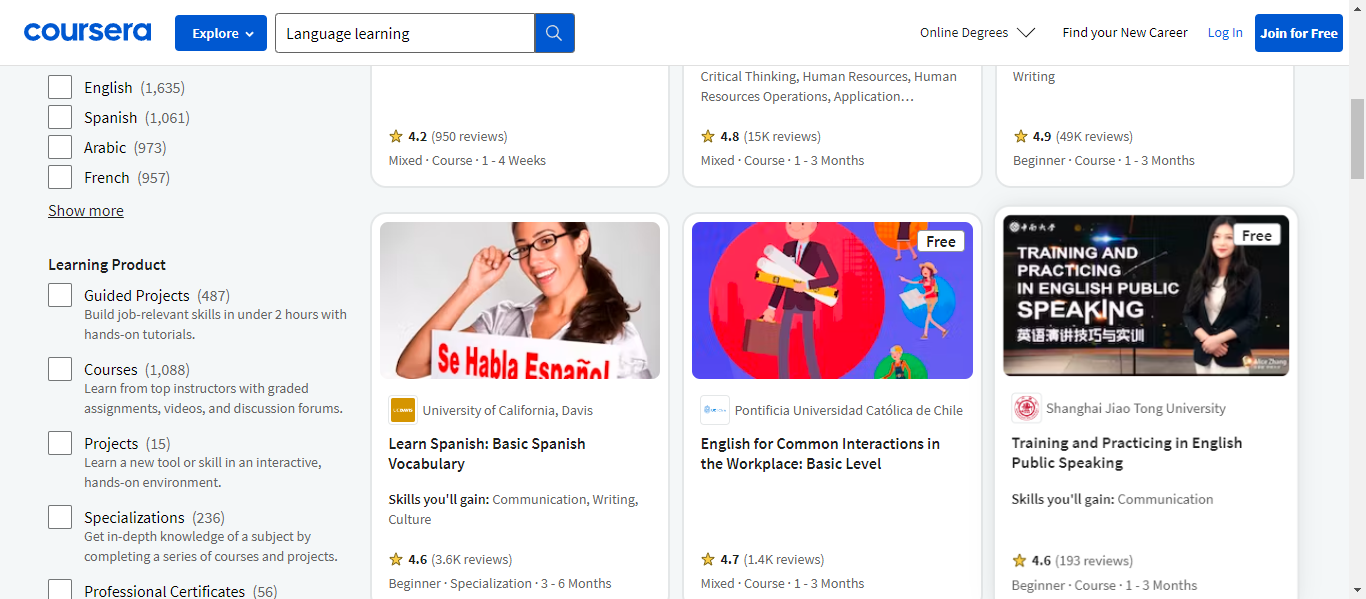 coursera
Explore
Language learning
Online Degrees
Find your New Career
Log In
Join for Free
English (1,635)
Spanish (1,061)
Arabic (973)
French (957)
Show more
Learning Product
Guided Projects (487)
Build job-relevant skills in under 2 hours with
hands-on tutorials.
Courses (1,088)
Learn from top instructors with graded
assignments, videos, and discussion forums.
Projects (15)
Learn a new tool or skill in an interactive,
hands-on environment.
Specializations (236)
Get in-depth knowledge of a subject by
completing a series of courses and projects.
Professional Certificates (56)
4.2 (950 reviews)
Mixed · Course · 1 - 4 Weeks
Critical Thinking, Human Resources, Human
Resources Operations, Application…
4.8 (15K reviews)
Mixed · Course · 1 - 3 Months
Writing
4.9 (49K reviews)
Beginner · Course · 1 - 3 Months
Se Habla Español
UC DAVIS
University of California, Davis
Learn Spanish: Basic Spanish
Vocabulary
Skills you'll gain: Communication, Writing,
Culture
4.6 (3.6K reviews)
Beginner · Specialization · 3 - 6 Months
Free
Pontificia Universidad Católica de Chile
English for Common Interactions in
the Workplace: Basic Level
4.7 (1.4K reviews)
Mixed · Course · 1 - 3 Months
中南大学
Free
TRAINING AND
PRACTICING
IN ENGLISH PUBLIC
SPEAKING
英语演讲技巧与实训
Alice Zhang
Shanghai Jiao Tong University
Training and Practicing in English
Public Speaking
Skills you'll gain: Communication
4.6 (193 reviews)
Beginner · Course · 1 - 3 Months